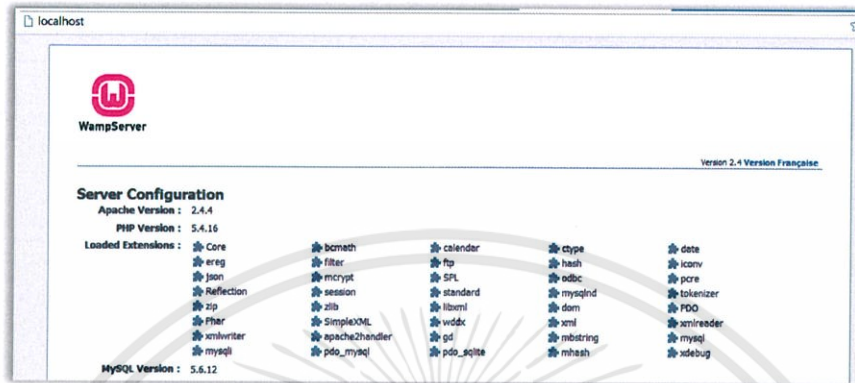 localhost
WampServer
Version 2.4 Version Française
Server Configuration
Apache Version : 2.4.4
PHP Version : 5.4.16
Loaded Extensions : Core bcmath calendar ctype date
ereg filter ftp hash iconv
json mcrypt SPL odbc pcre
Reflection session standard mysqlnd tokenizer
zip zlib libxml dom PDO
Phar SimpleXML wddx xml xmlreader
xmlwriter apache2handler gd mbstring mysql
mysqli pdo_mysql pdo_sqlite mhash xdebug
MySQL Version : 5.6.12